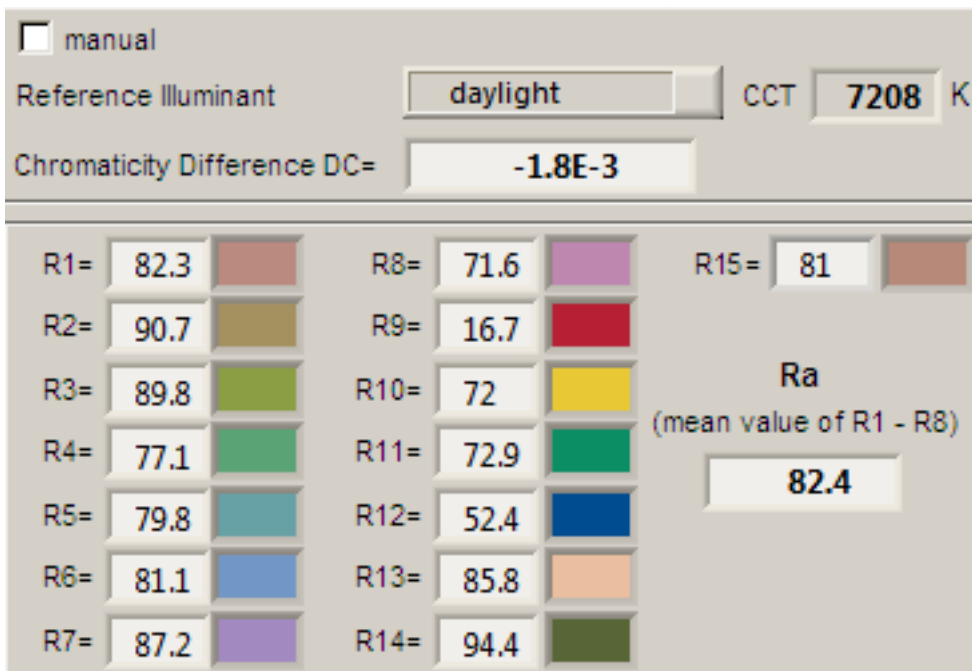 manual
Reference Illuminant daylight CCT 7208 K
Chromaticity Difference DC= -1.8E-3
R1= 82.3 R8= 71.6 R15= 81
R2= 90.7 R9= 16.7
R3= 89.8 R10= 72 Ra
R4= 77.1 R11= 72.9 (mean value of R1 - R8)
R5= 79.8 R12= 52.4 82.4
R6= 81.1 R13= 85.8
R7= 87.2 R14= 94.4